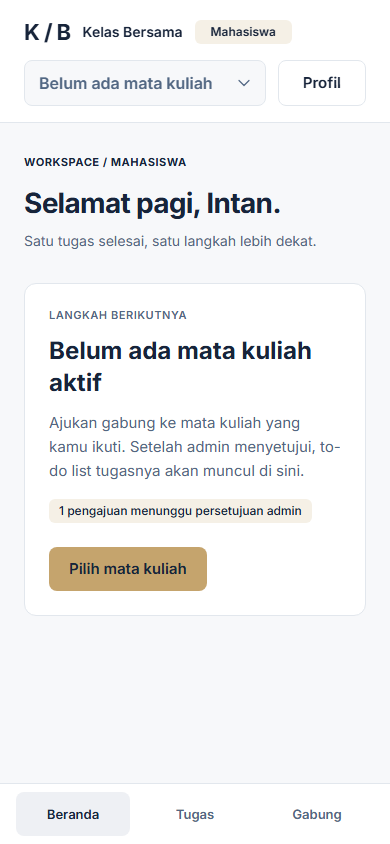 K / B Kelas Bersama Mahasiswa
Belum ada mata kuliah Profil
WORKSPACE / MAHASISWA
Selamat pagi, Intan.
Satu tugas selesai, satu langkah lebih dekat.
LANGKAH BERIKUTNYA
Belum ada mata kuliah
aktif
Ajukan gabung ke mata kuliah yang
kamu ikuti. Setelah admin menyetujui, to-
do list tugasnya akan muncul di sini.
1 pengajuan menunggu persetujuan admin
Pilih mata kuliah
Beranda Tugas Gabung